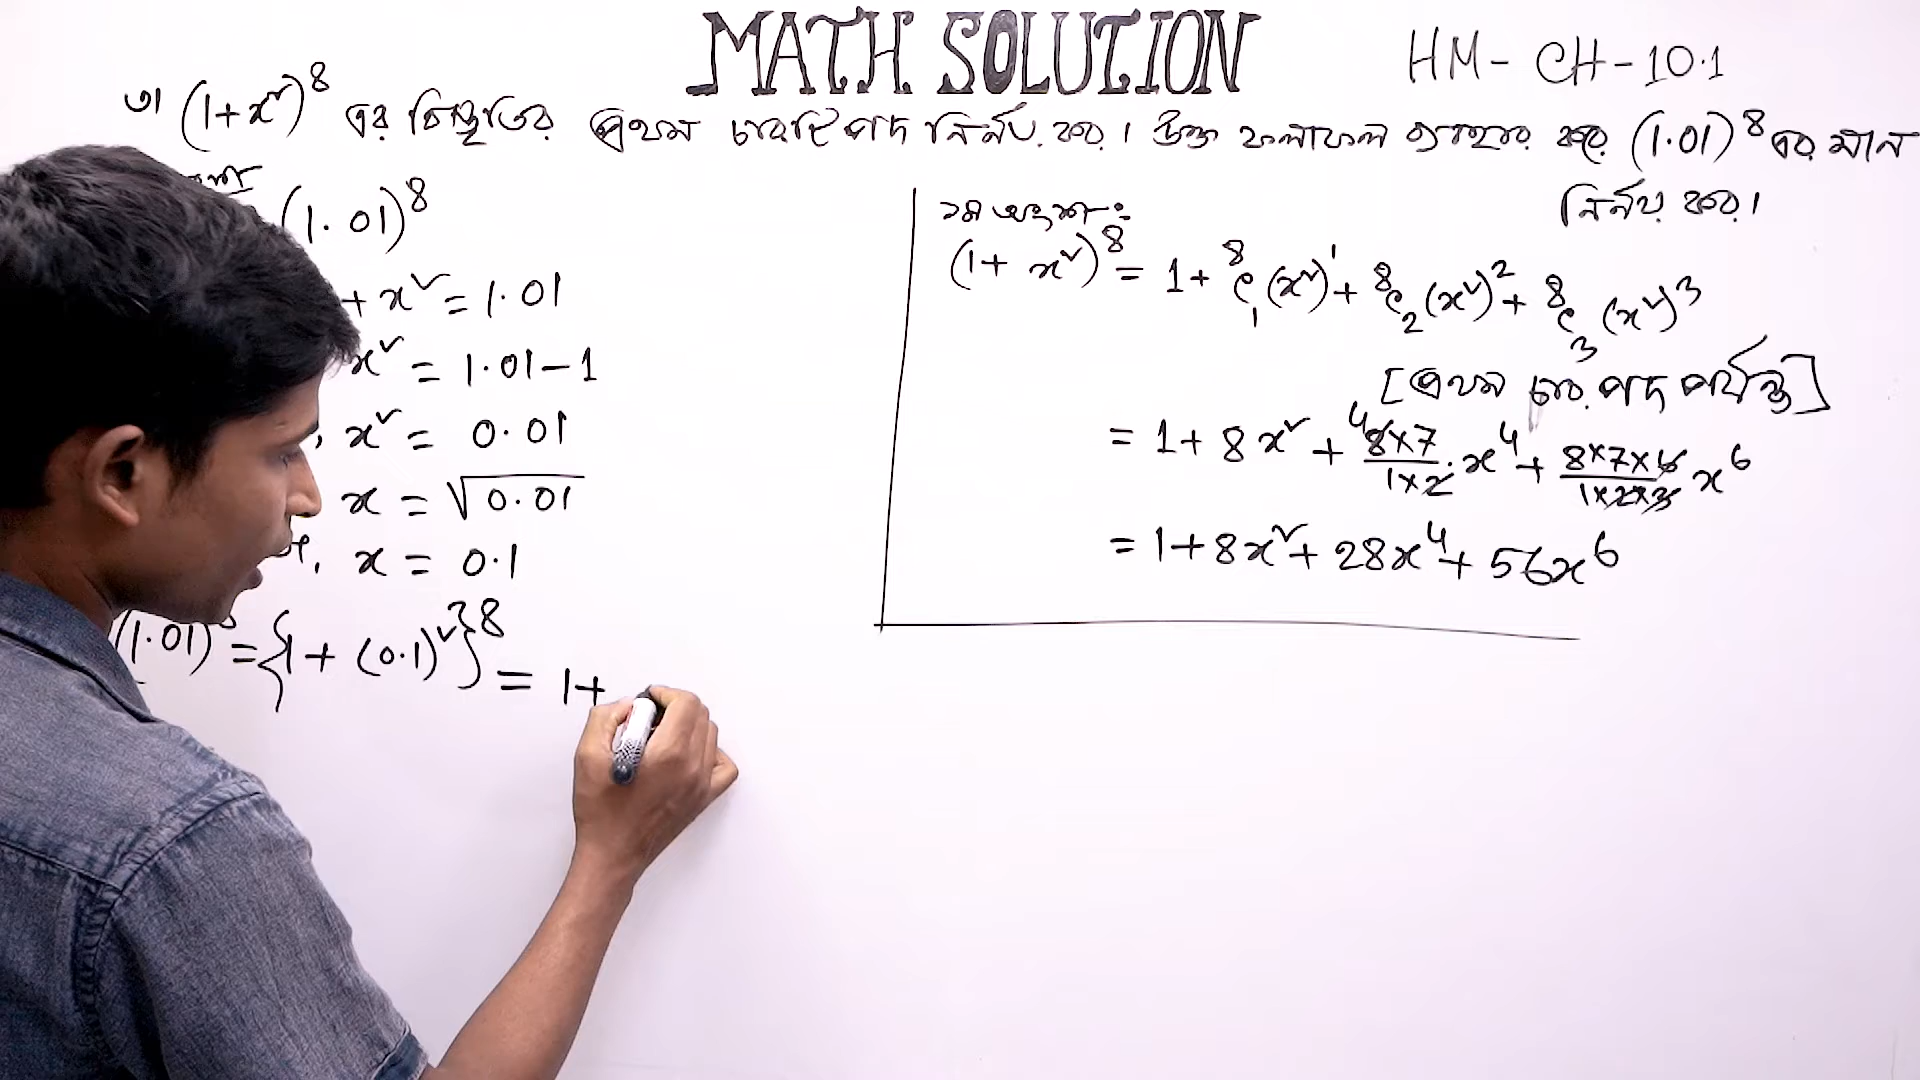 MATH SOLUTION
HM- CH-10.1
৩। (1+x²)⁸ এর বিস্তৃতির প্রথম চারটি পদ নির্ণয় কর। উক্ত ফলাফল ব্যবহার করে (1.01)⁸ এর মান
নির্ণয় কর।
(1.01)⁸
+ x² = 1.01
x² = 1.01-1
x² = 0.01
x = √0.01
x = 0.1
(1.01)⁸ = {1+ (0.1)²}⁸ = 1+
১ম অংশ:
(1+ x²)⁸ = 1+ ⁸C₁(x²)¹ + ⁸C₂(x²)² + ⁸C₃(x²)³
[প্রথম চার পদ পর্যন্ত]
= 1+ 8x² + 8×7/1×2 · x⁴ + 8×7×6/1×2×3 x⁶
= 1+8x²+ 28x⁴+ 56x⁶